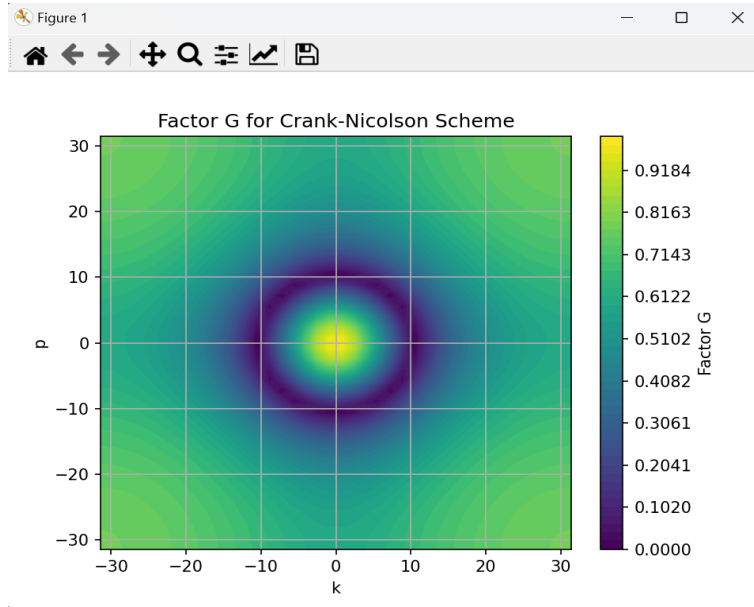 Figure 1
Factor G for Crank-Nicolson Scheme
30
20
10
0
−10
−20
−30
p
−30 −20 −10 0 10 20 30
k
0.9184
0.8163
0.7143
0.6122
0.5102
0.4082
0.3061
0.2041
0.1020
0.0000
Factor G